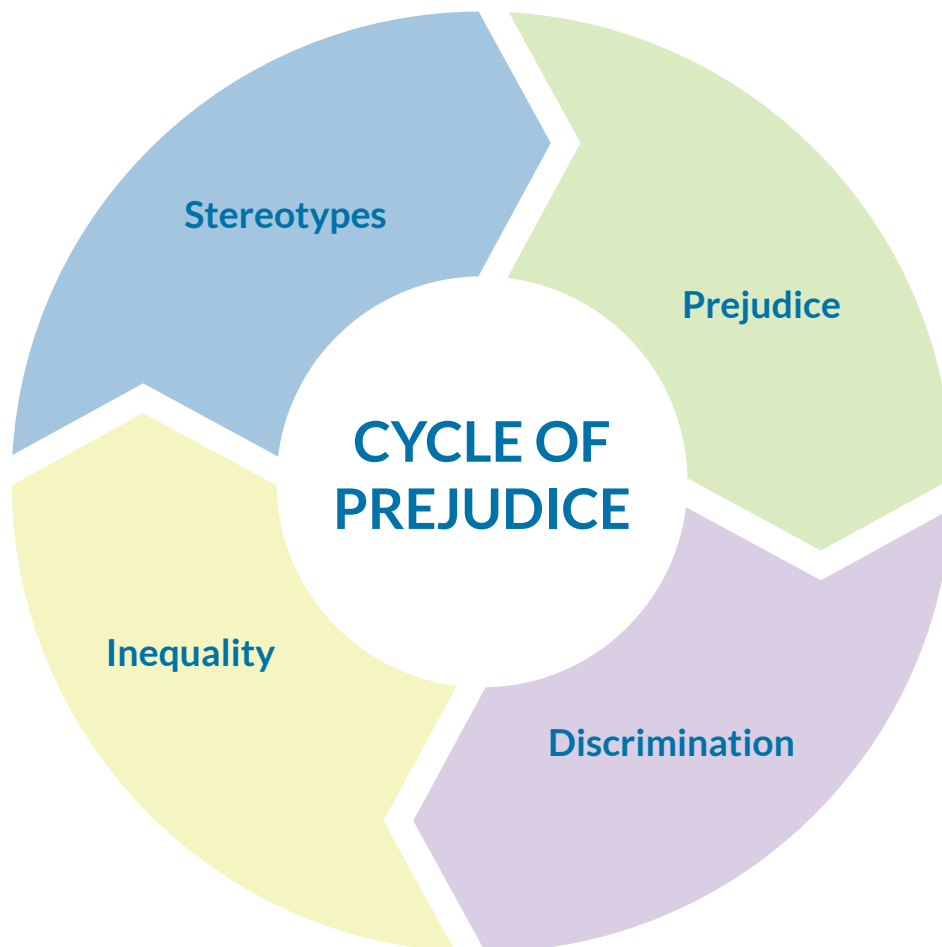 Stereotypes
Prejudice
CYCLE OF
PREJUDICE
Inequality
Discrimination